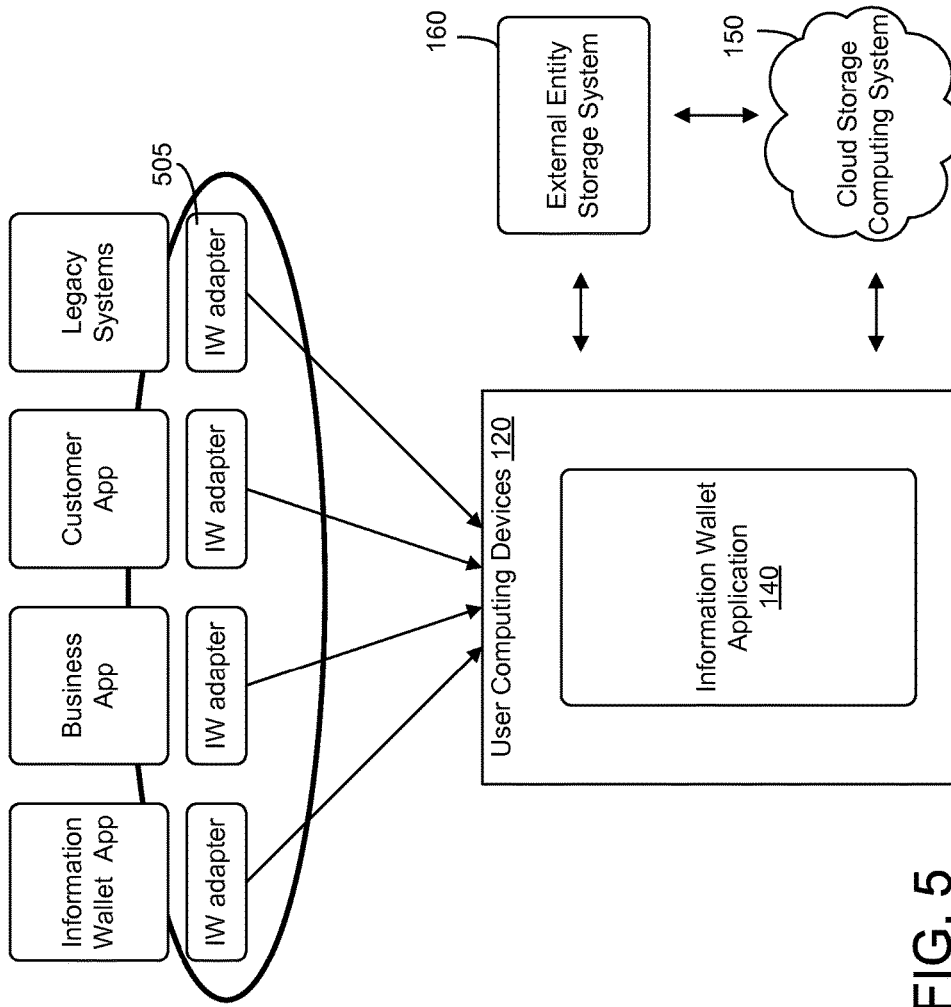 Information
Wallet App
Business
App
Customer
App
Legacy
Systems
IW adapter
IW adapter
IW adapter
IW adapter
505
User Computing Devices 120
Information Wallet
Application
140
160
External Entity
Storage System
150
Cloud Storage
Computing System
FIG. 5